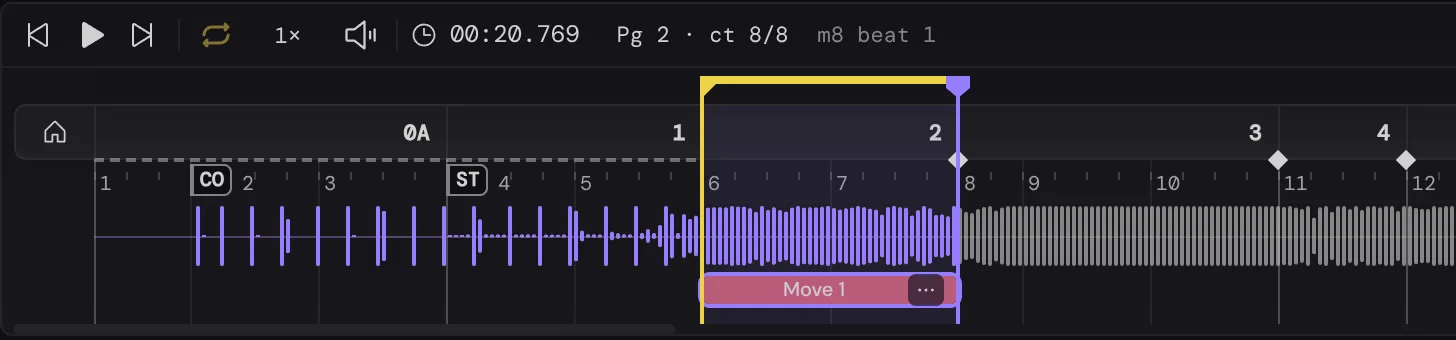 1× 00:20.769 Pg 2 · ct 8/8 m8 beat 1
0A 1 2 3 4
1 CO 2 3 ST 4 5 6 7 8 9 10 11 12
Move 1 ...